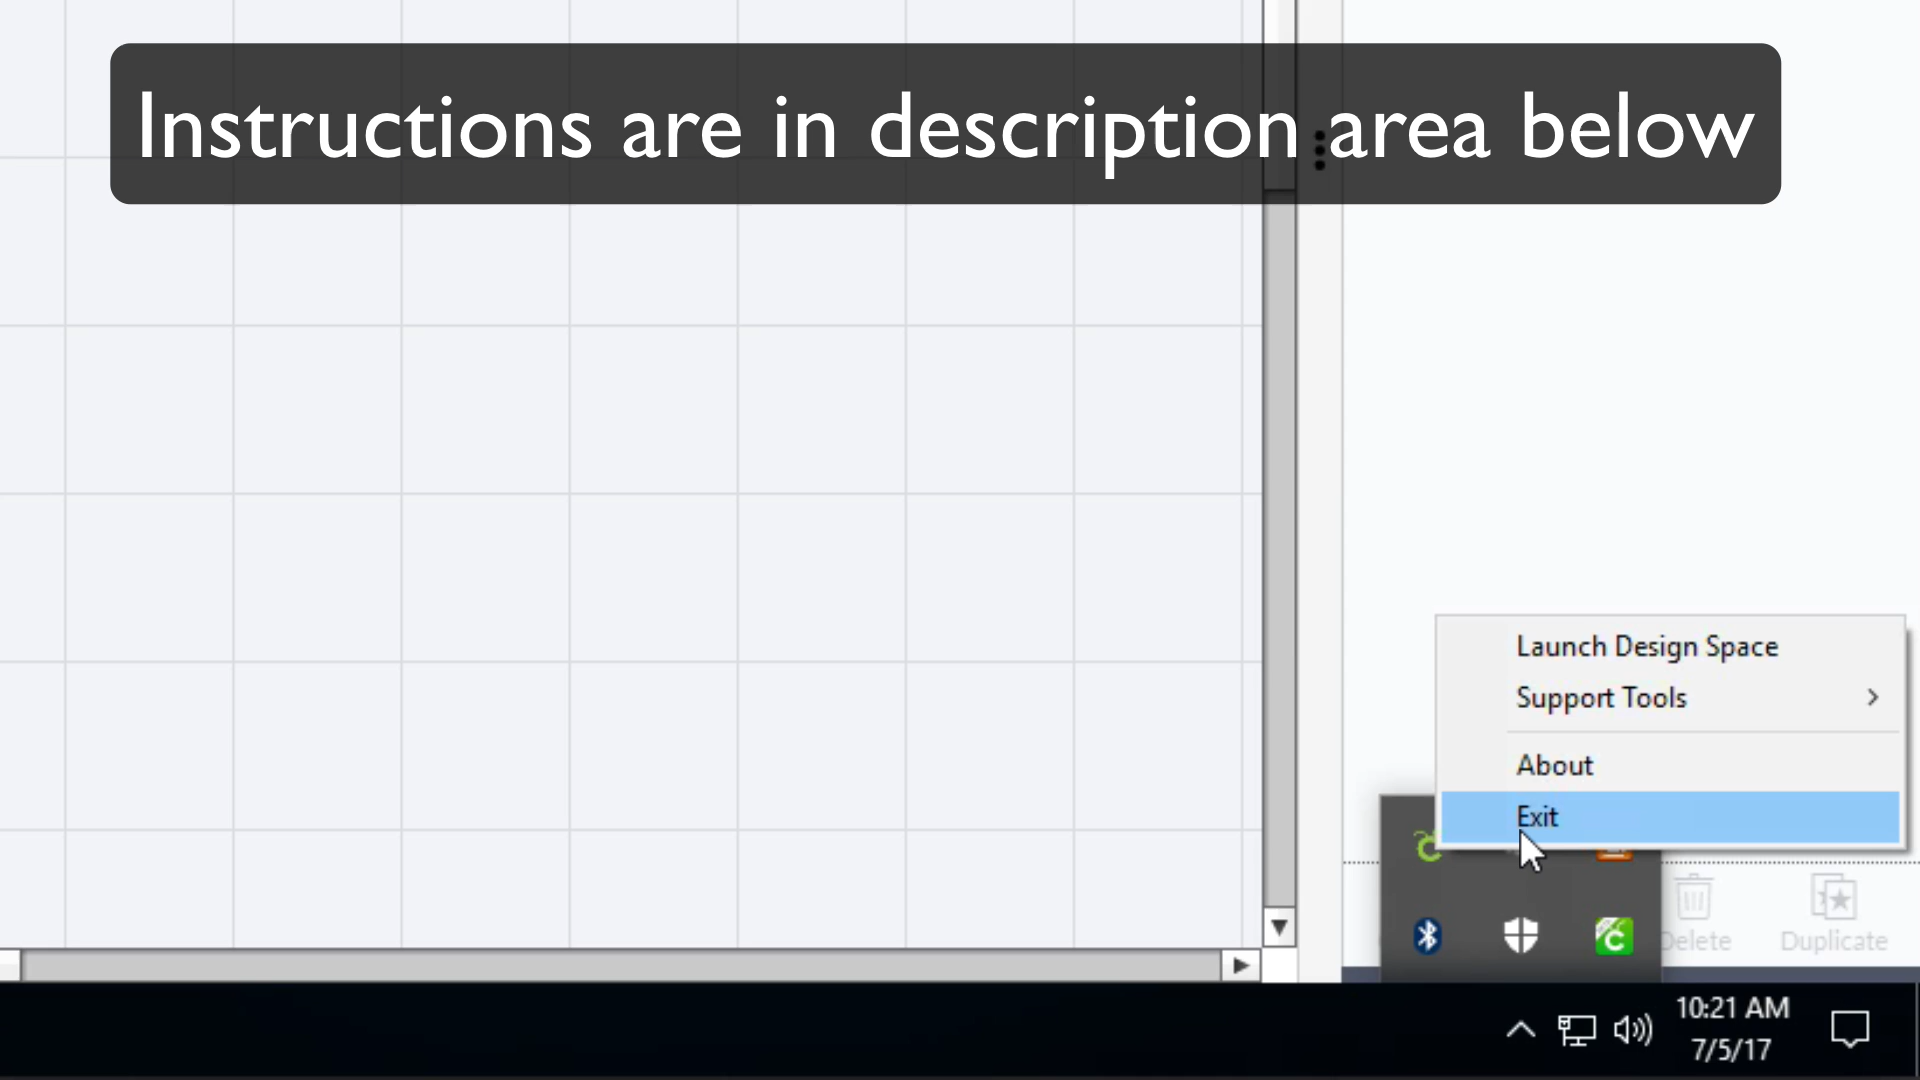 Instructions are in description area below
Launch Design Space
Support Tools
About
Exit
Delete
Duplicate
10:21 AM
7/5/17